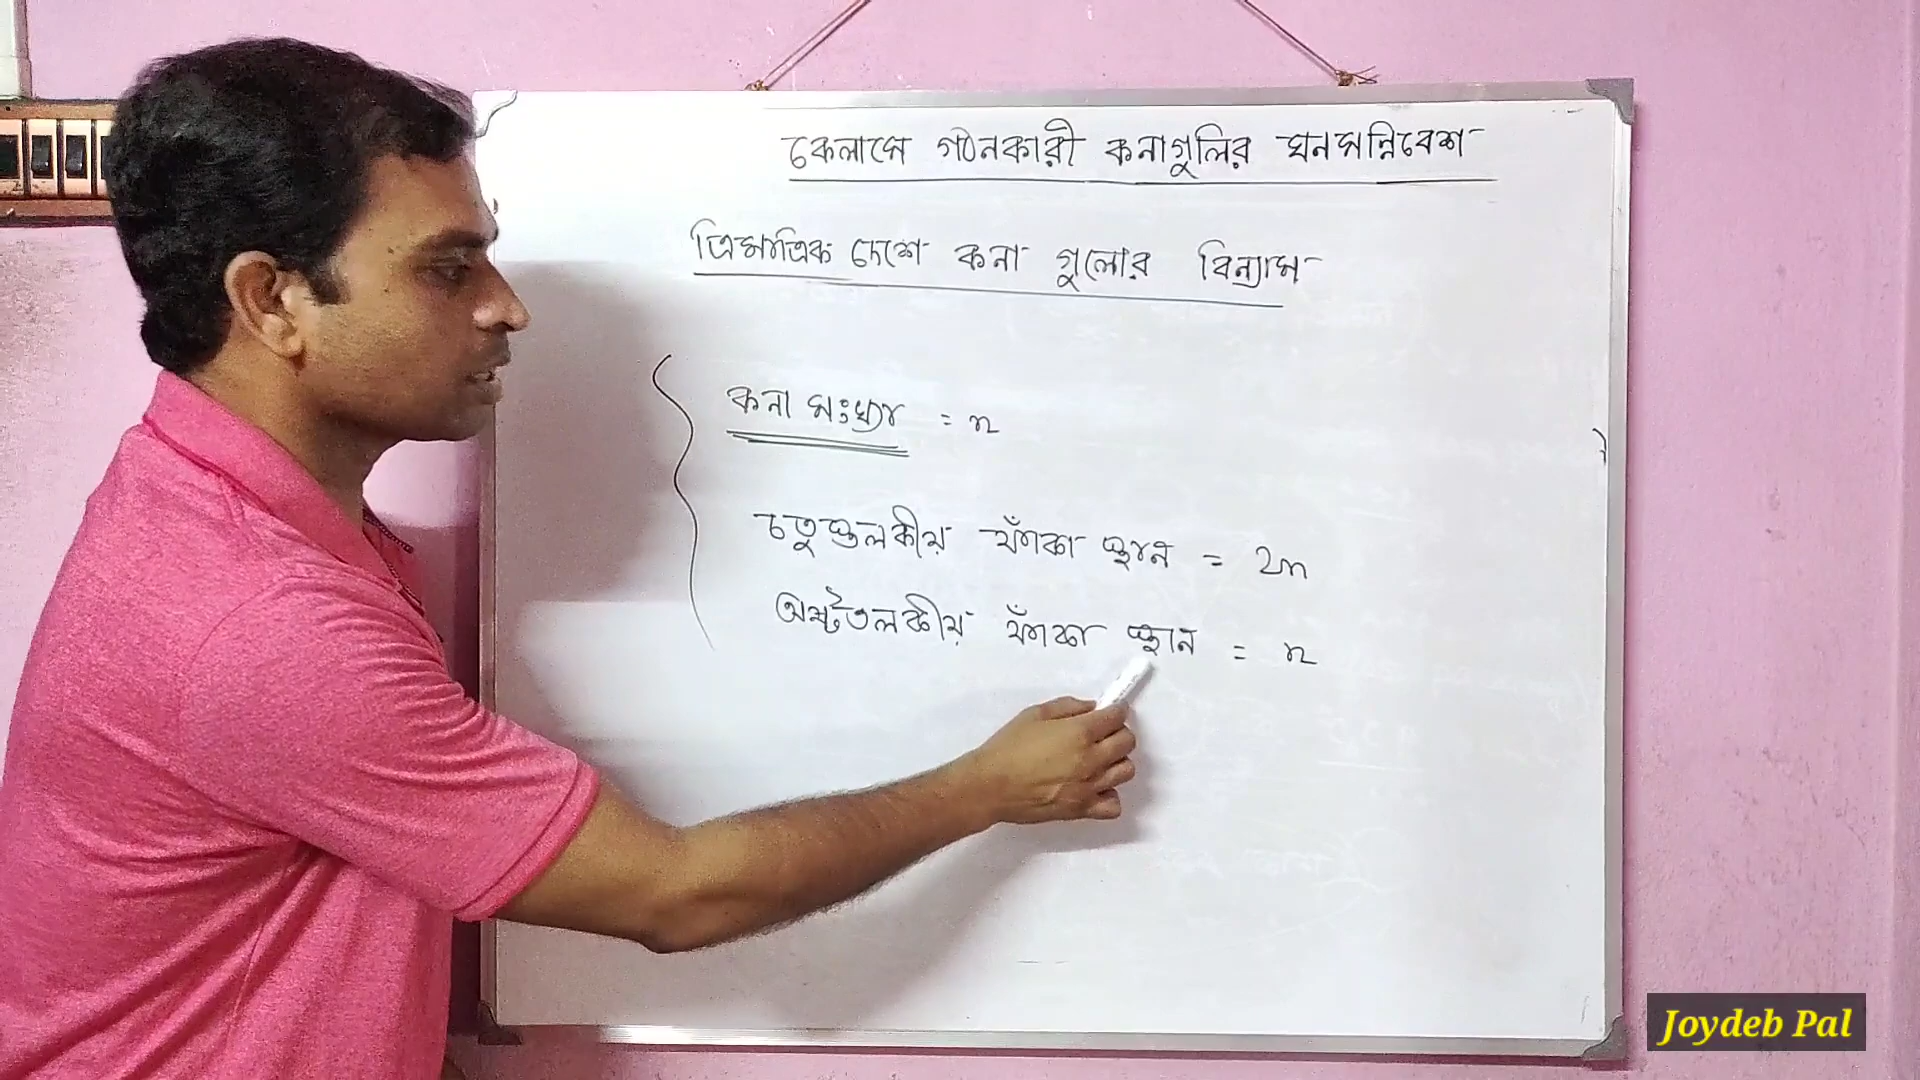 কেলাসে গঠনকারী কনাগুলির ঘনসন্নিবেশ
ত্রিমাত্রিক দেশে কনা গুলোর বিন্যাস
কনা সংখ্যা = n
চতুস্তলকীয় ফাঁকা স্থান = 2n
অষ্টতলকীয় ফাঁকা স্থান = n
Joydeb Pal